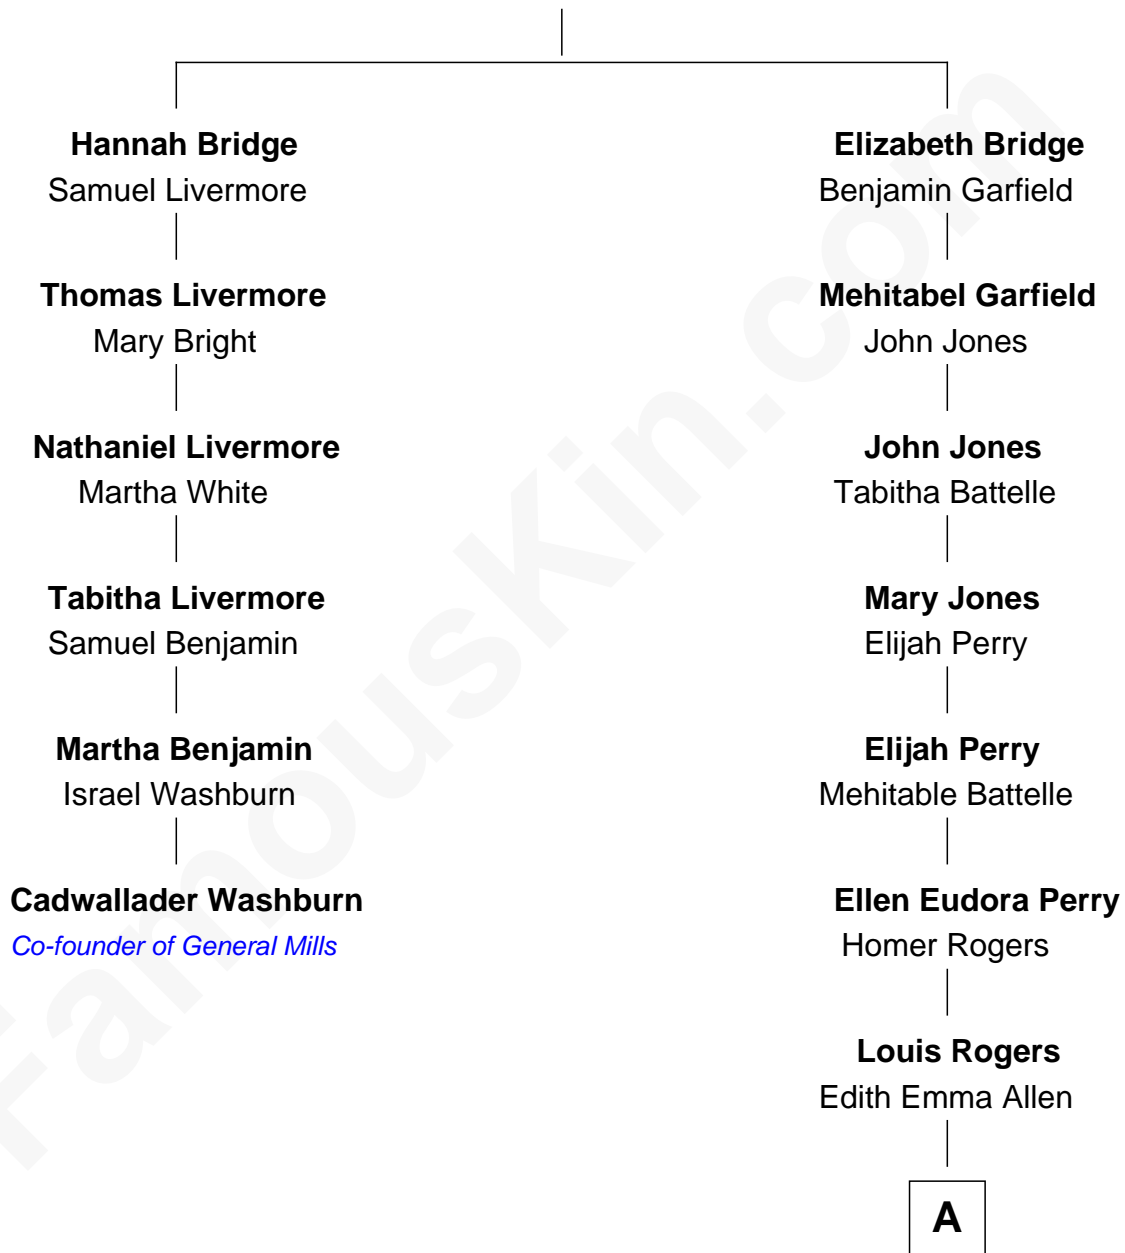 Hannah Bridge
Samuel Livermore
Thomas Livermore
Mary Bright
Nathaniel Livermore
Martha White
Tabitha Livermore
Samuel Benjamin
Martha Benjamin
Israel Washburn
Cadwallader Washburn
Co-founder of General Mills
Elizabeth Bridge
Benjamin Garfield
Mehitabel Garfield
John Jones
John Jones
Tabitha Battelle
Mary Jones
Elijah Perry
Elijah Perry
Mehitable Battelle
Ellen Eudora Perry
Homer Rogers
Louis Rogers
Edith Emma Allen
A
FamousKin.com